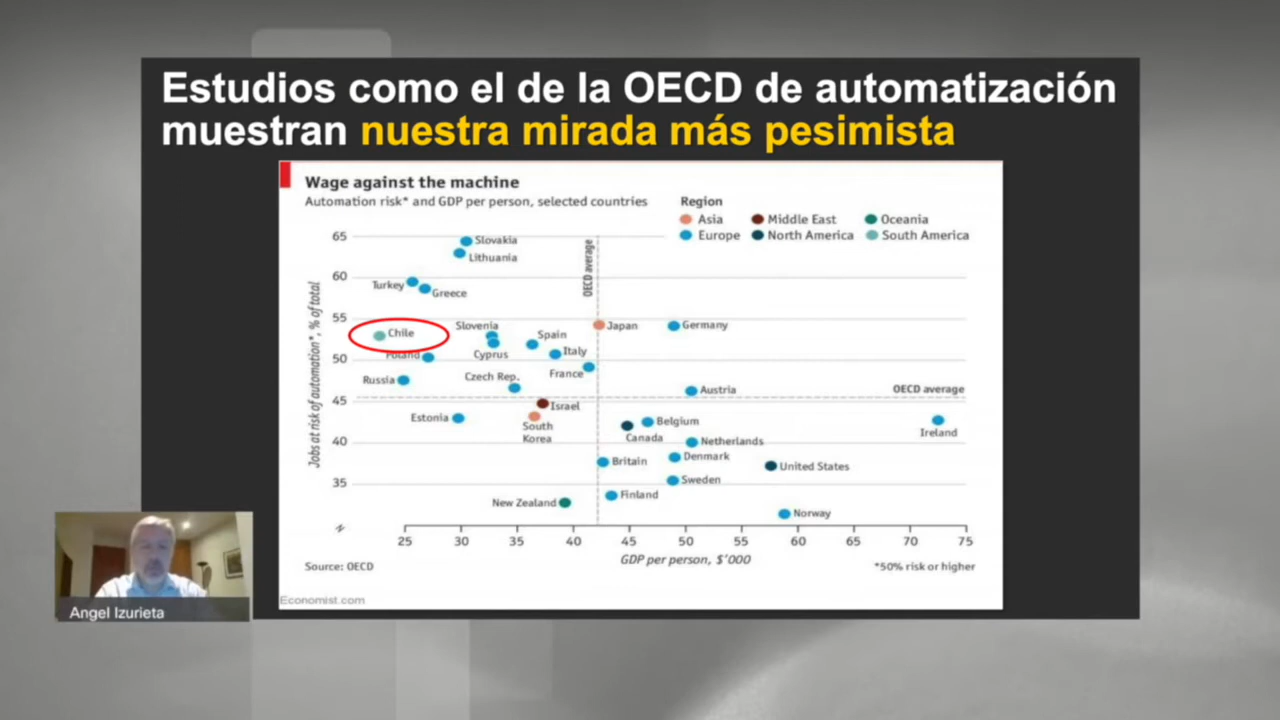 Estudios como el de la OECD de automatización
muestran nuestra mirada más pesimista
Wage against the machine
Automation risk* and GDP per person, selected countries
Region
Asia
Middle East
Oceania
Europe
North America
South America
Jobs at risk of automation*, % of total
65
60
55
50
45
40
35
OECD average
Slovakia
Lithuania
Turkey
Greece
Chile
Slovenia
Spain
Japan
Germany
Poland
Cyprus
Italy
France
Russia
Czech Rep.
Austria
OECD average
Israel
Estonia
South
Korea
Belgium
Canada
Ireland
Netherlands
Britain
Denmark
United States
Sweden
Finland
New Zealand
Norway
25
30
35
40
45
50
55
60
65
70
75
GDP per person, $'000
Source: OECD
*50% risk or higher
Economist.com
Angel Izurieta